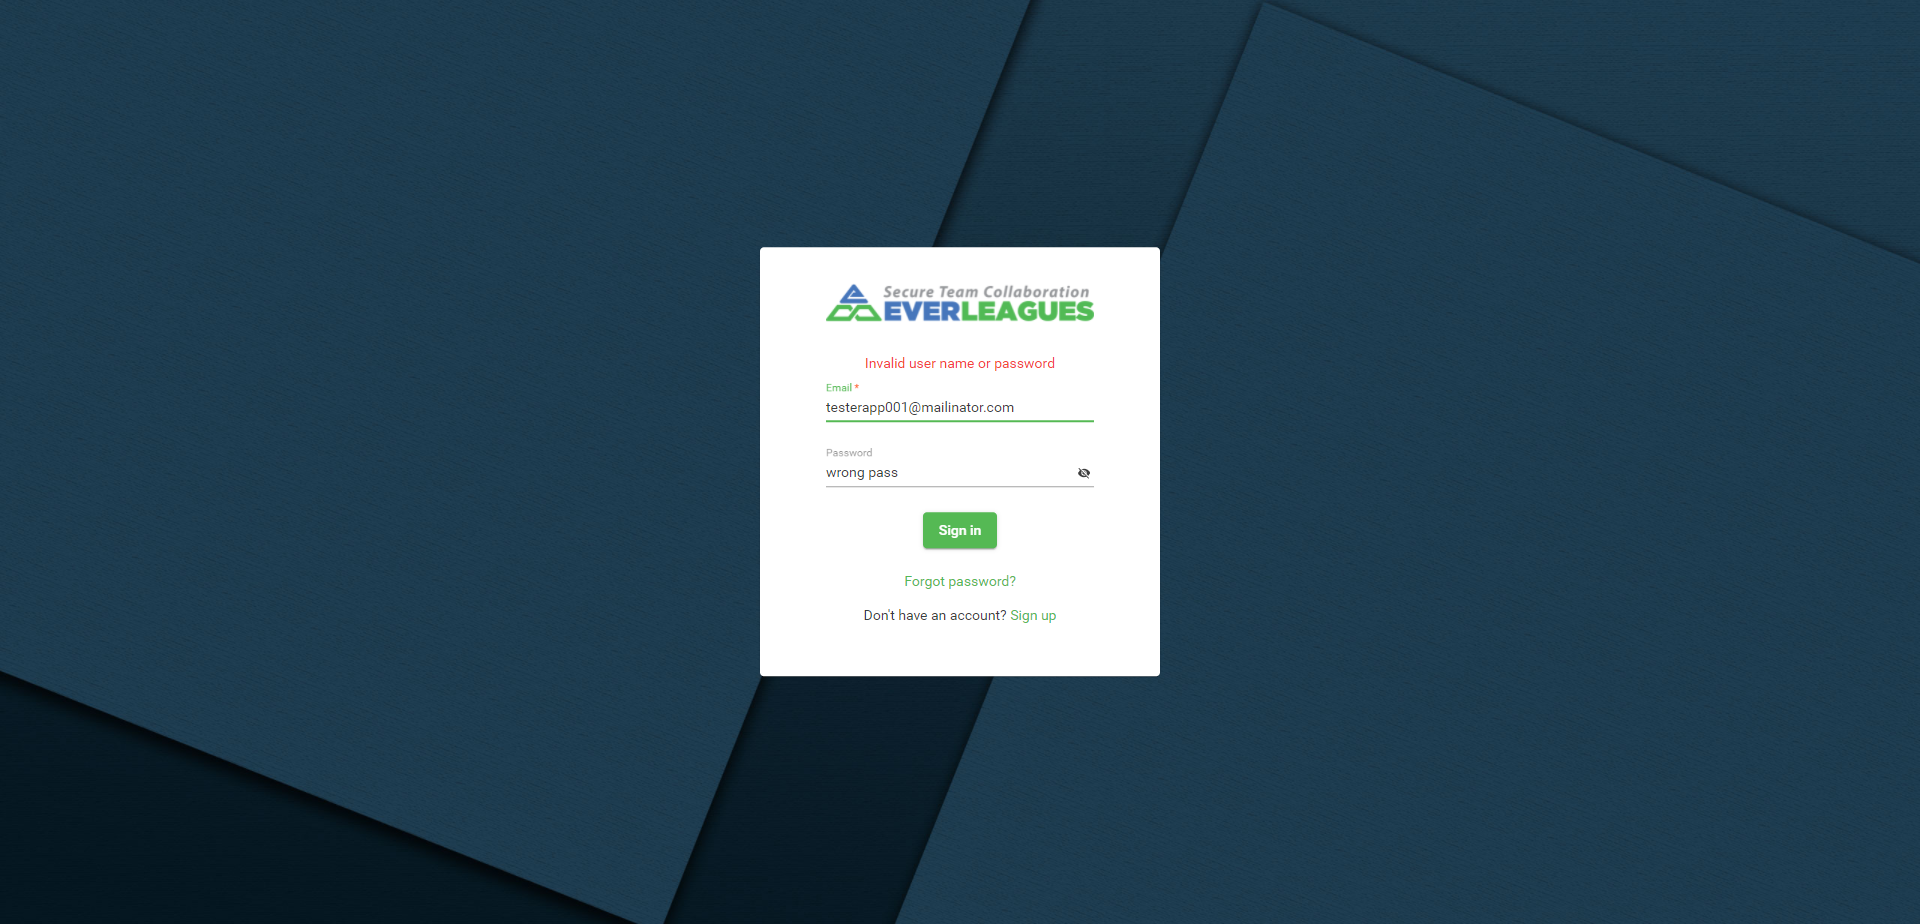 Secure Team Collaboration
EVERLEAGUES
Invalid user name or password
Email *
testerapp001@mailinator.com
Password
wrong pass
Sign in
Forgot password?
Don't have an account? Sign up